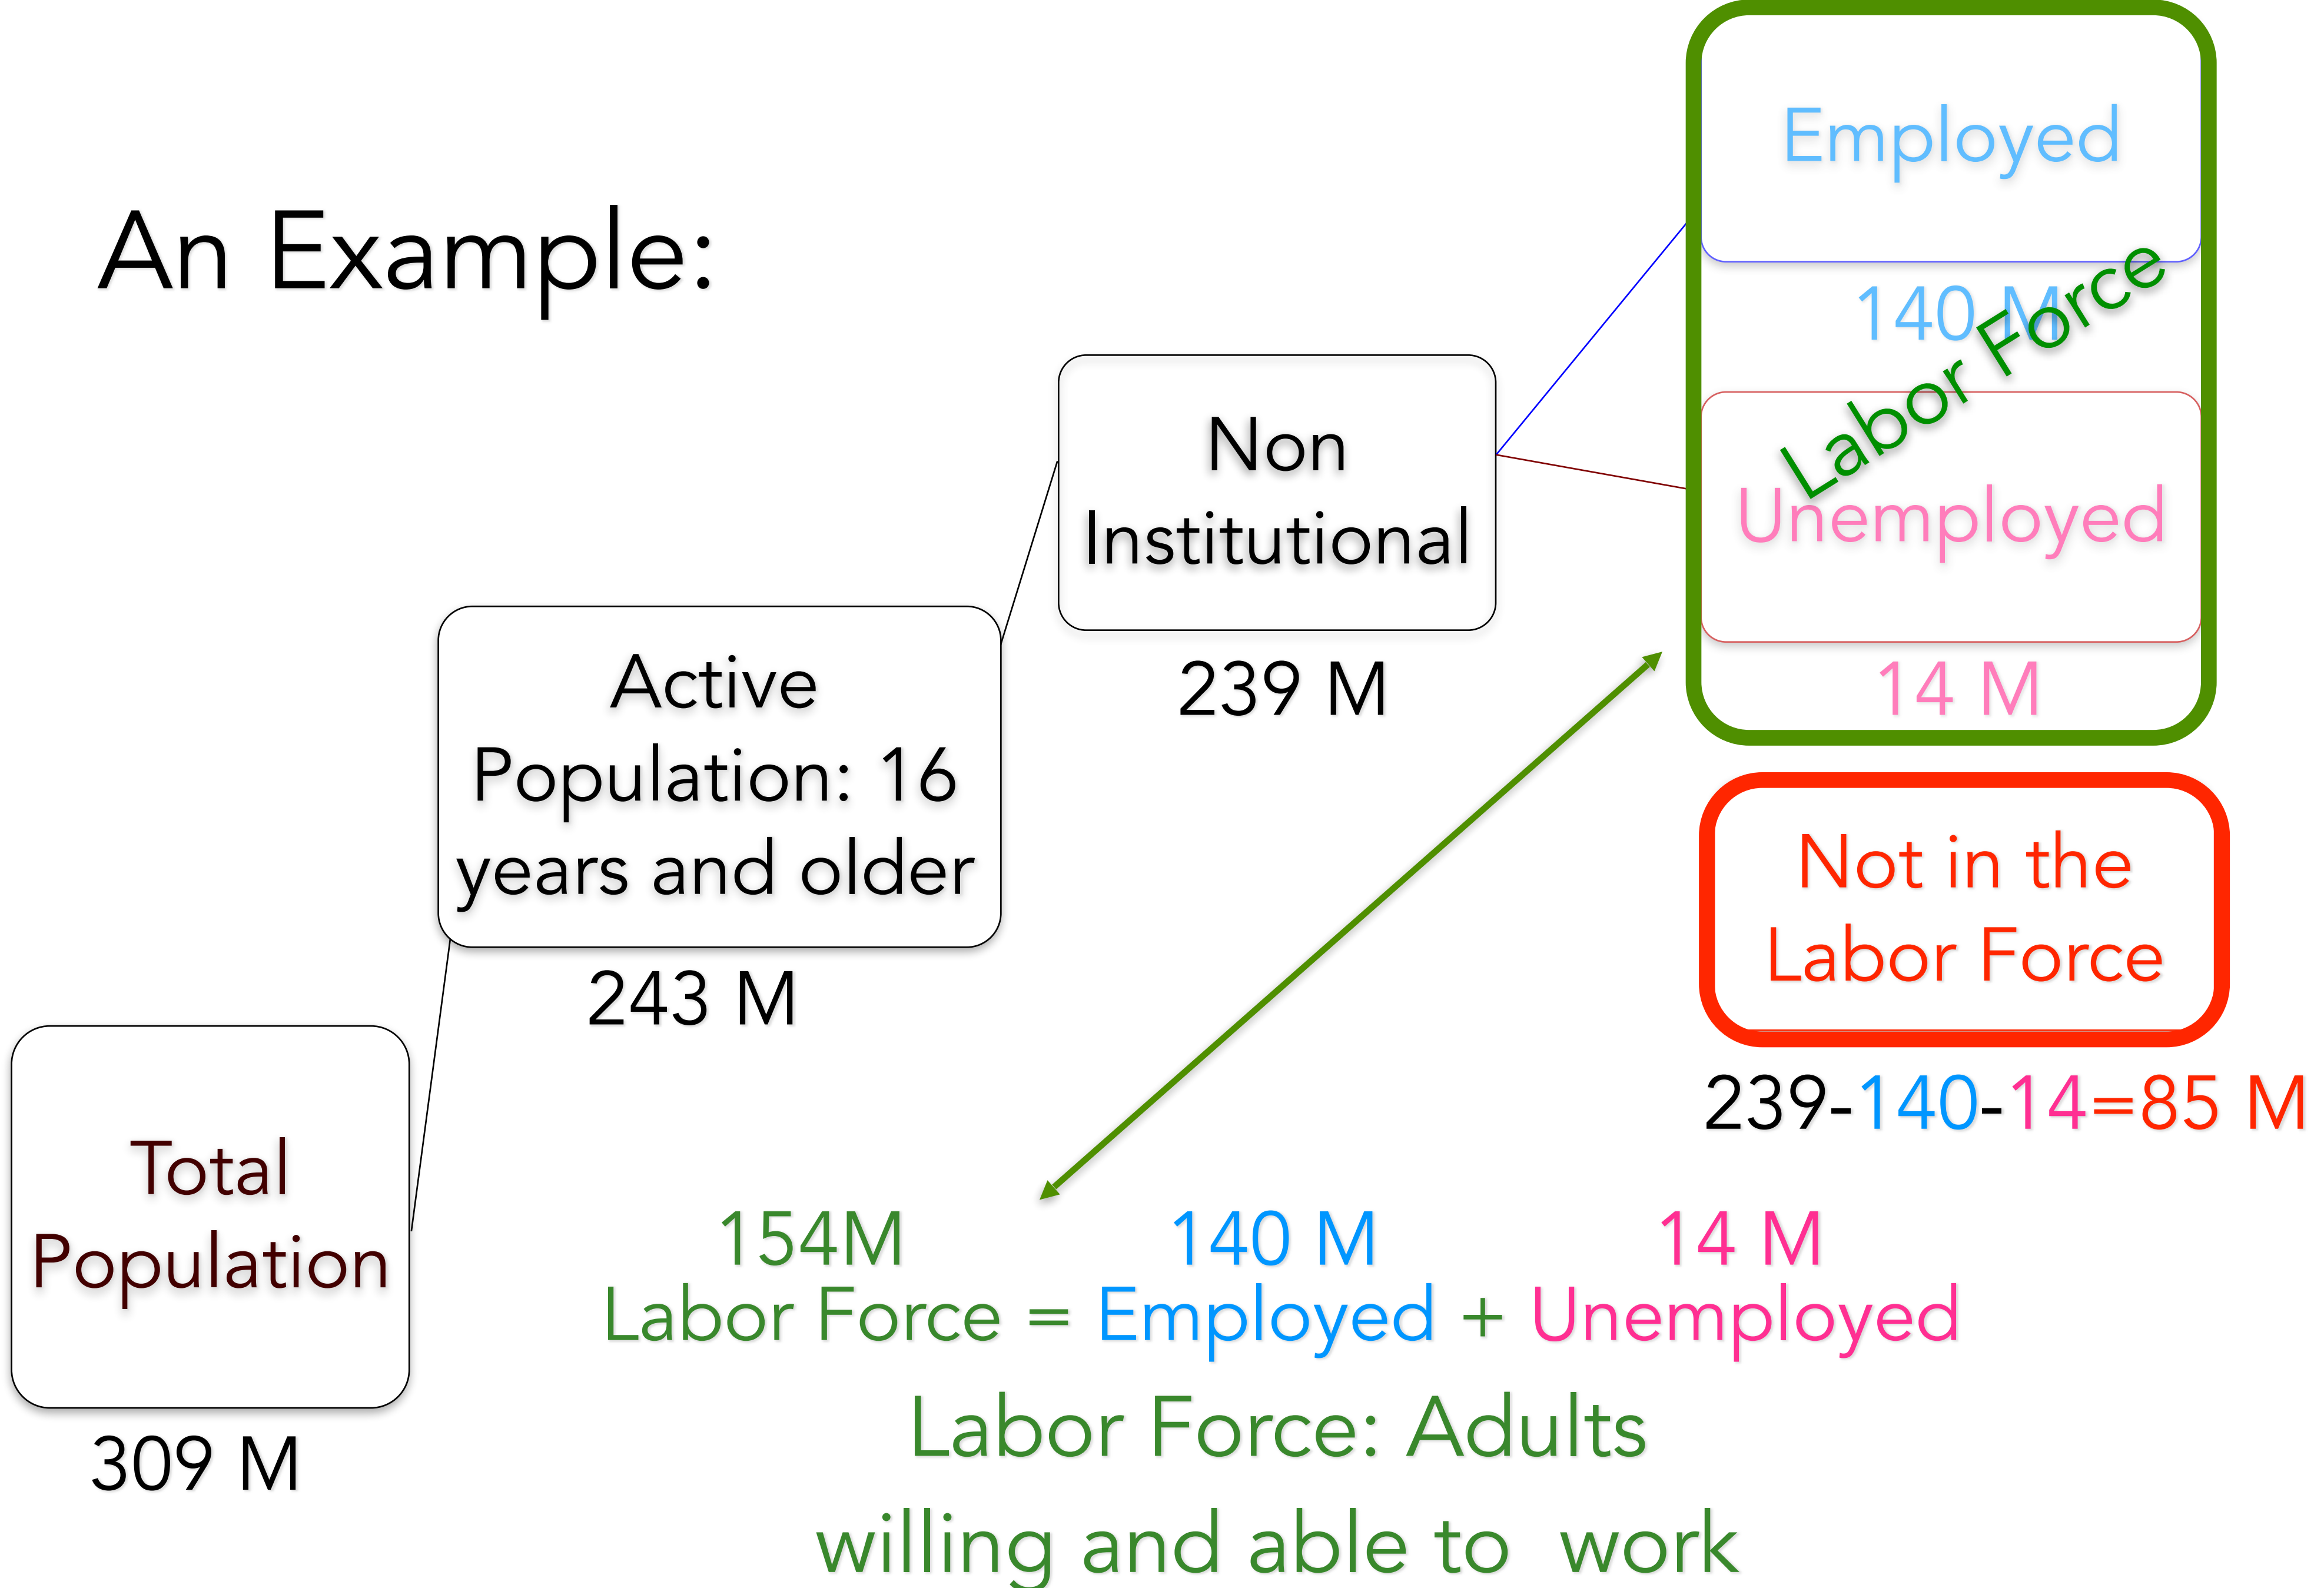 An Example:
Employed
140 M
Labor Force
Unemployed
14 M
Non
Institutional
239 M
Active
Population: 16
years and older
243 M
Not in the
Labor Force
239-140-14=85 M
Total
Population
309 M
154M 140 M 14 M
Labor Force = Employed + Unemployed
Labor Force: Adults
willing and able to work